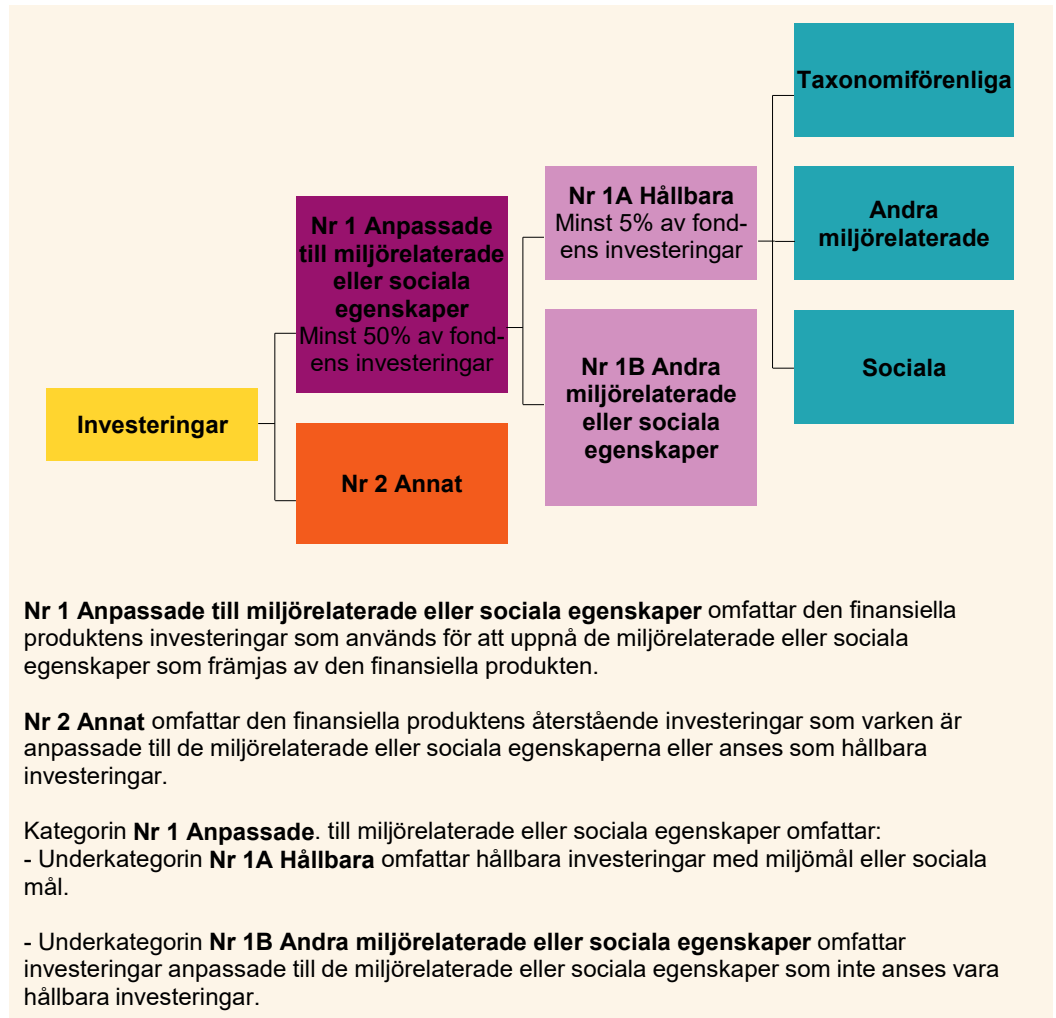 Taxonomiförenliga
Nr 1A Hållbara
Minst 5% av fond-
ens investeringar
Andra
miljörelaterade
Nr 1 Anpassade
till miljörelaterade
eller sociala
egenskaper
Minst 50% av fond-
ens investeringar
Sociala
Nr 1B Andra
miljörelaterade
eller sociala
egenskaper
Investeringar
Nr 2 Annat
Nr 1 Anpassade till miljörelaterade eller sociala egenskaper omfattar den finansiella
produktens investeringar som används för att uppnå de miljörelaterade eller sociala
egenskaper som främjas av den finansiella produkten.
Nr 2 Annat omfattar den finansiella produktens återstående investeringar som varken är
anpassade till de miljörelaterade eller sociala egenskaperna eller anses som hållbara
investeringar.
Kategorin Nr 1 Anpassade. till miljörelaterade eller sociala egenskaper omfattar:
- Underkategorin Nr 1A Hållbara omfattar hållbara investeringar med miljömål eller sociala
mål.
- Underkategorin Nr 1B Andra miljörelaterade eller sociala egenskaper omfattar
investeringar anpassade till de miljörelaterade eller sociala egenskaper som inte anses vara
hållbara investeringar.